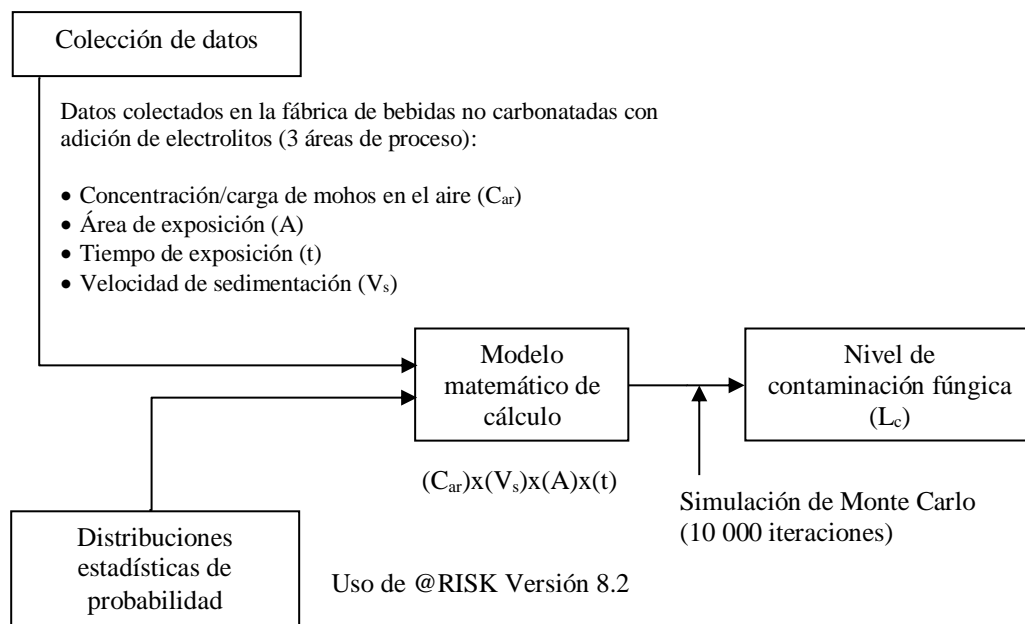 Colección de datos
Datos colectados en la fábrica de bebidas no carbonatadas con
adición de electrolitos (3 áreas de proceso):
• Concentración/carga de mohos en el aire (Car)
• Área de exposición (A)
• Tiempo de exposición (t)
• Velocidad de sedimentación (Vs)
Modelo
matemático de
cálculo
Nivel de
contaminación fúngica
(Lc)
(Car)x(Vs)x(A)x(t)
Simulación de Monte Carlo
(10 000 iteraciones)
Distribuciones
estadísticas de
probabilidad
Uso de @RISK Versión 8.2